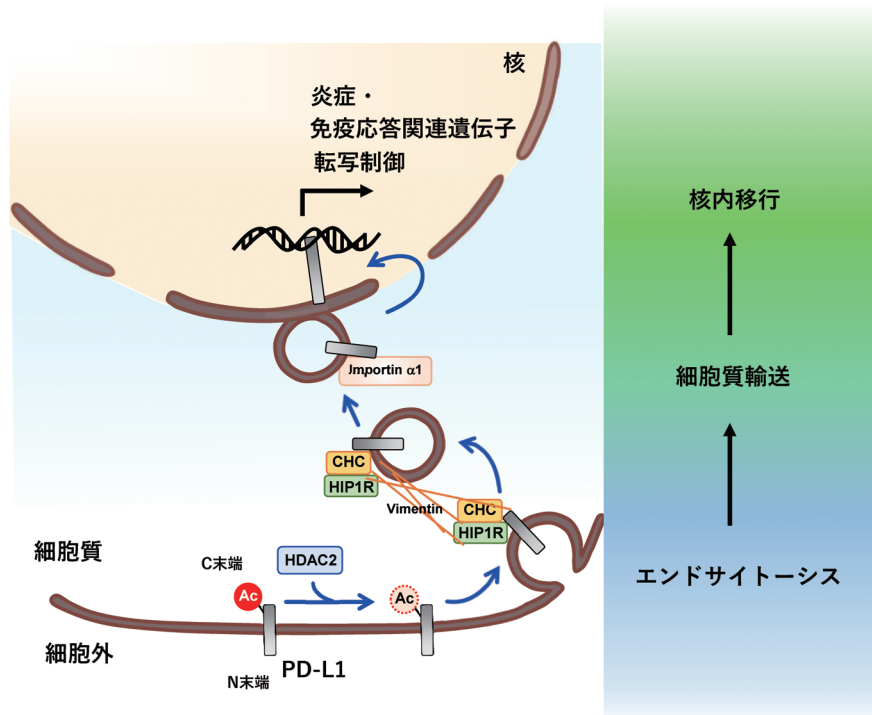 核
炎症・
免疫応答関連遺伝子
転写制御
核内移行
Importin α1
細胞質輸送
CHC
HIP1R
Vimentin
CHC
HIP1R
細胞質
C末端
HDAC2
エンドサイトーシス
Ac
Ac
細胞外
PD-L1
N末端